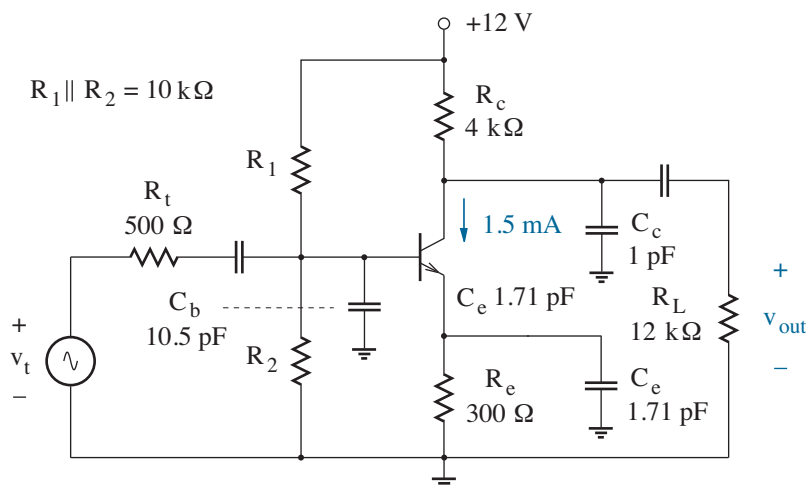 +12 V
R1 || R2 = 10 kΩ
Rc
4 kΩ
R1
Rt
500 Ω
1.5 mA
Cc
1 pF
Cb
10.5 pF
Ce 1.71 pF
RL
12 kΩ
+
vout
−
+
vt
−
R2
Re
300 Ω
Ce
1.71 pF